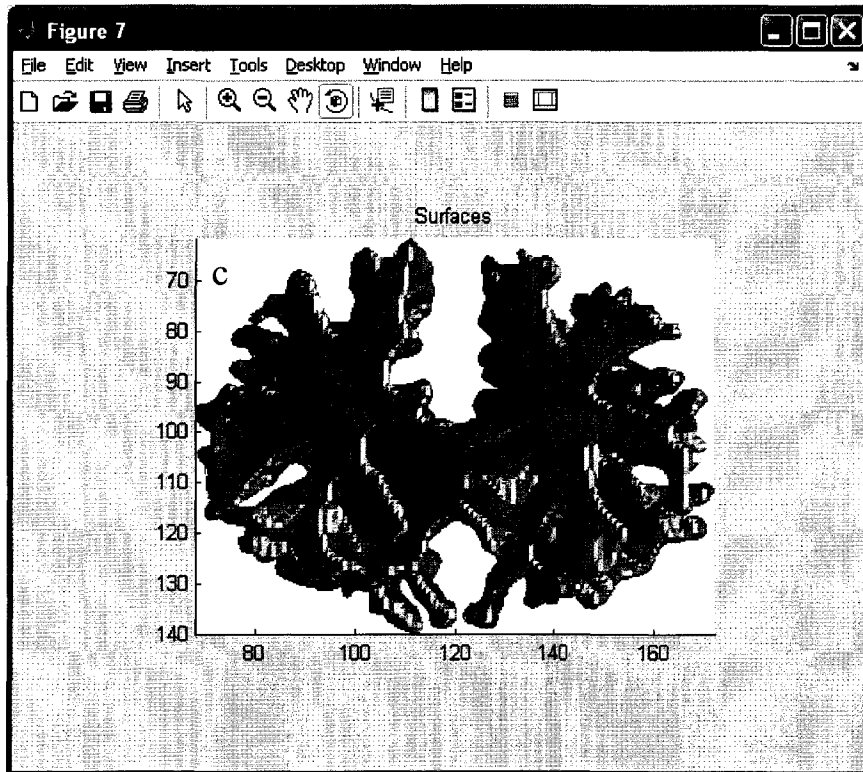 Figure 7
File Edit View Insert Tools Desktop Window Help
Surfaces
C
70
80
90
100
110
120
130
140
80 100 120 140 160